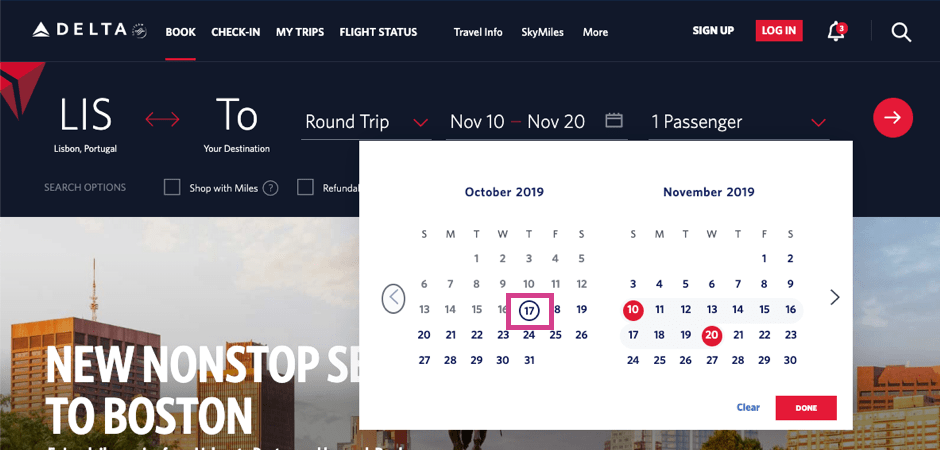 DELTA BOOK CHECK-IN MY TRIPS FLIGHT STATUS Travel Info SkyMiles More SIGN UP LOG IN 3
LIS To Round Trip Nov 10 – Nov 20 1 Passenger
Lisbon, Portugal Your Destination
SEARCH OPTIONS Shop with Miles ?
October 2019
S M T W T F S
1 2 3 4 5
6 7 8 9 10 11 12
13 14 15 17 19
20 21 22 23 24 25 26
27 28 29 30 31
November 2019
S M T W T F S
1 2
3 4 5 6 7 8 9
10 11 12 13 14 15 16
17 18 19 20 21 22 23
24 25 26 27 28 29 30
Clear DONE
NEW NONSTOP
TO BOSTON